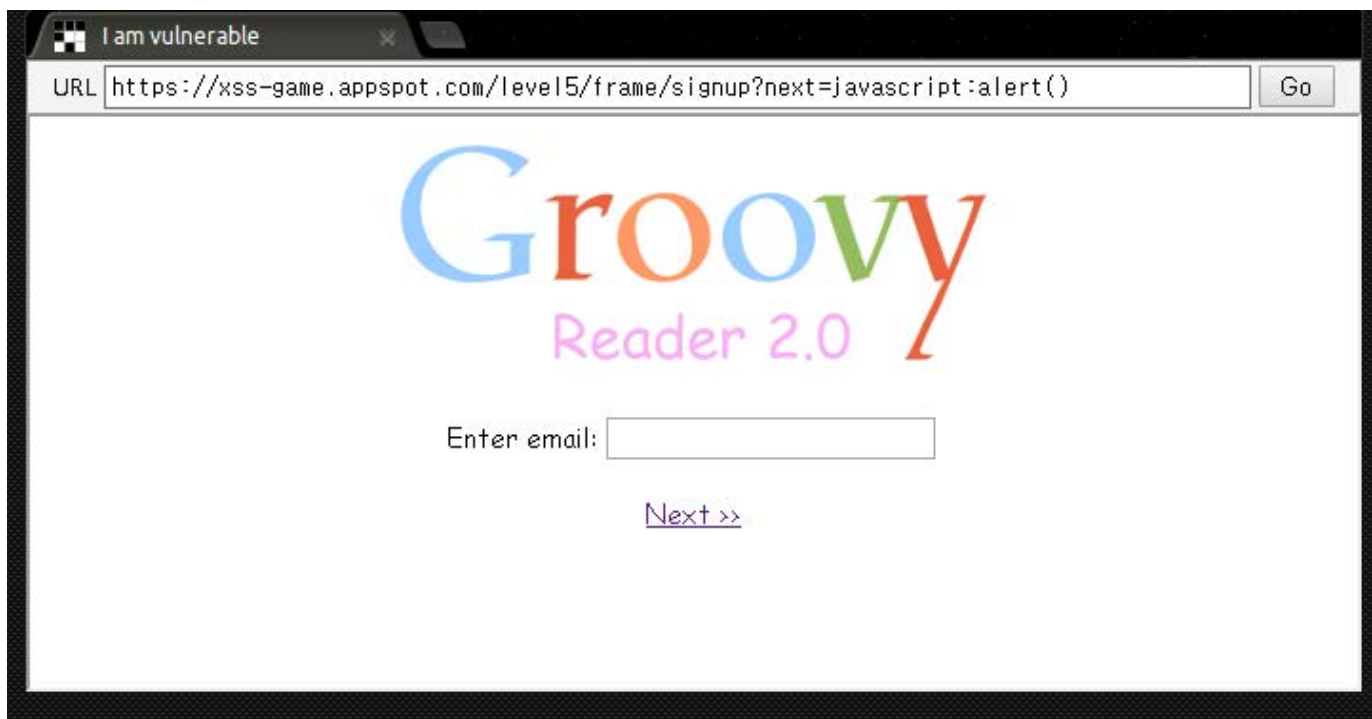 I am vulnerable
URL https://xss-game.appspot.com/level5/frame/signup?next=javascript:alert() Go
Groovy
Reader 2.0
Enter email:
Next >>